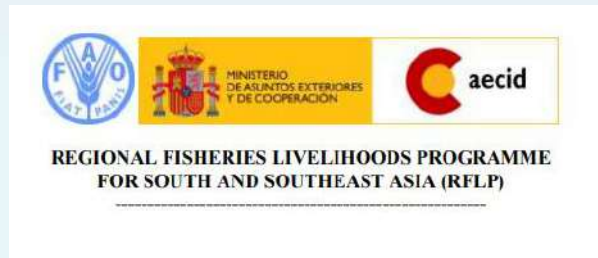 FAO
FIAT PANIS
MINISTERIO
DE ASUNTOS EXTERIORES
Y DE COOPERACIÓN
aecid
REGIONAL FISHERIES LIVELIHOODS PROGRAMME
FOR SOUTH AND SOUTHEAST ASIA (RFLP)